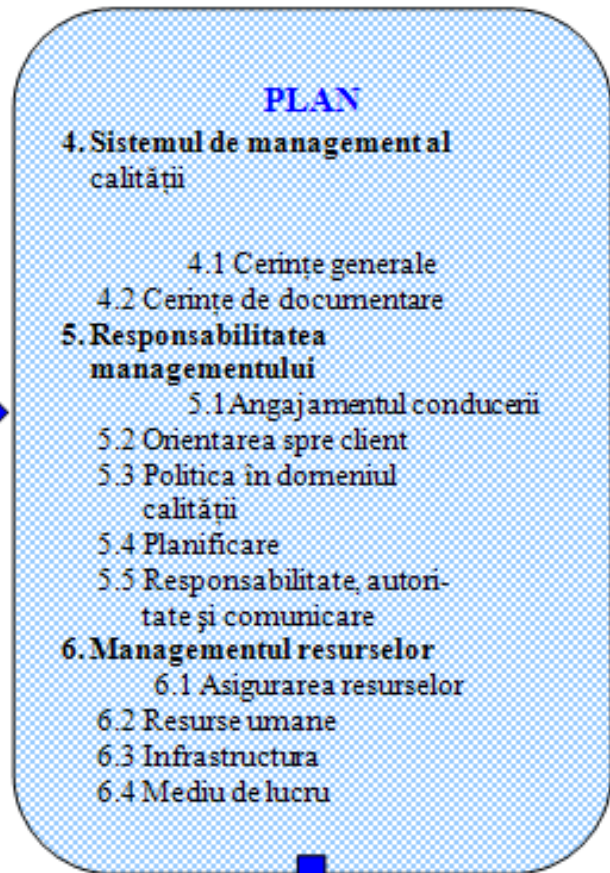 PLAN
4. Sistemul de management al
calității
4.1 Cerințe generale
4.2 Cerințe de documentare
5. Responsabilitatea
managementului
5.1 Angajamentul conducerii
5.2 Orientarea spre client
5.3 Politica în domeniul
calității
5.4 Planificare
5.5 Responsabilitate, autori-
tate şi comunicare
6. Managementul resurselor
6.1 Asigurarea resurselor
6.2 Resurse umane
6.3 Infrastructura
6.4 Mediu de lucru